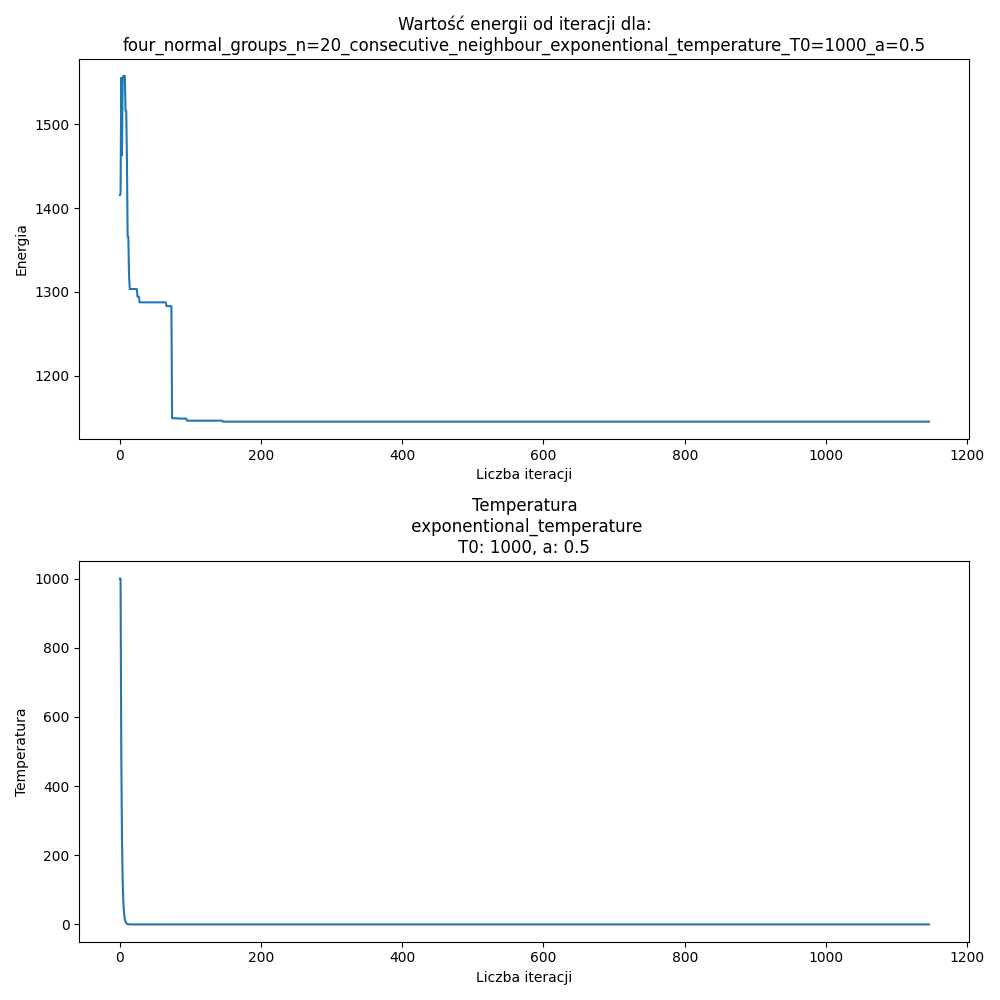 Wartość energii od iteracji dla:
four_normal_groups_n=20_consecutive_neighbour_exponentional_temperature_T0=1000_a=0.5
1500
1400
1300
1200
Energia
0 200 400 600 800 1000 1200
Liczba iteracji
Temperatura
exponentional_temperature
T0: 1000, a: 0.5
1000
800
600
400
200
0
Temperatura
0 200 400 600 800 1000 1200
Liczba iteracji